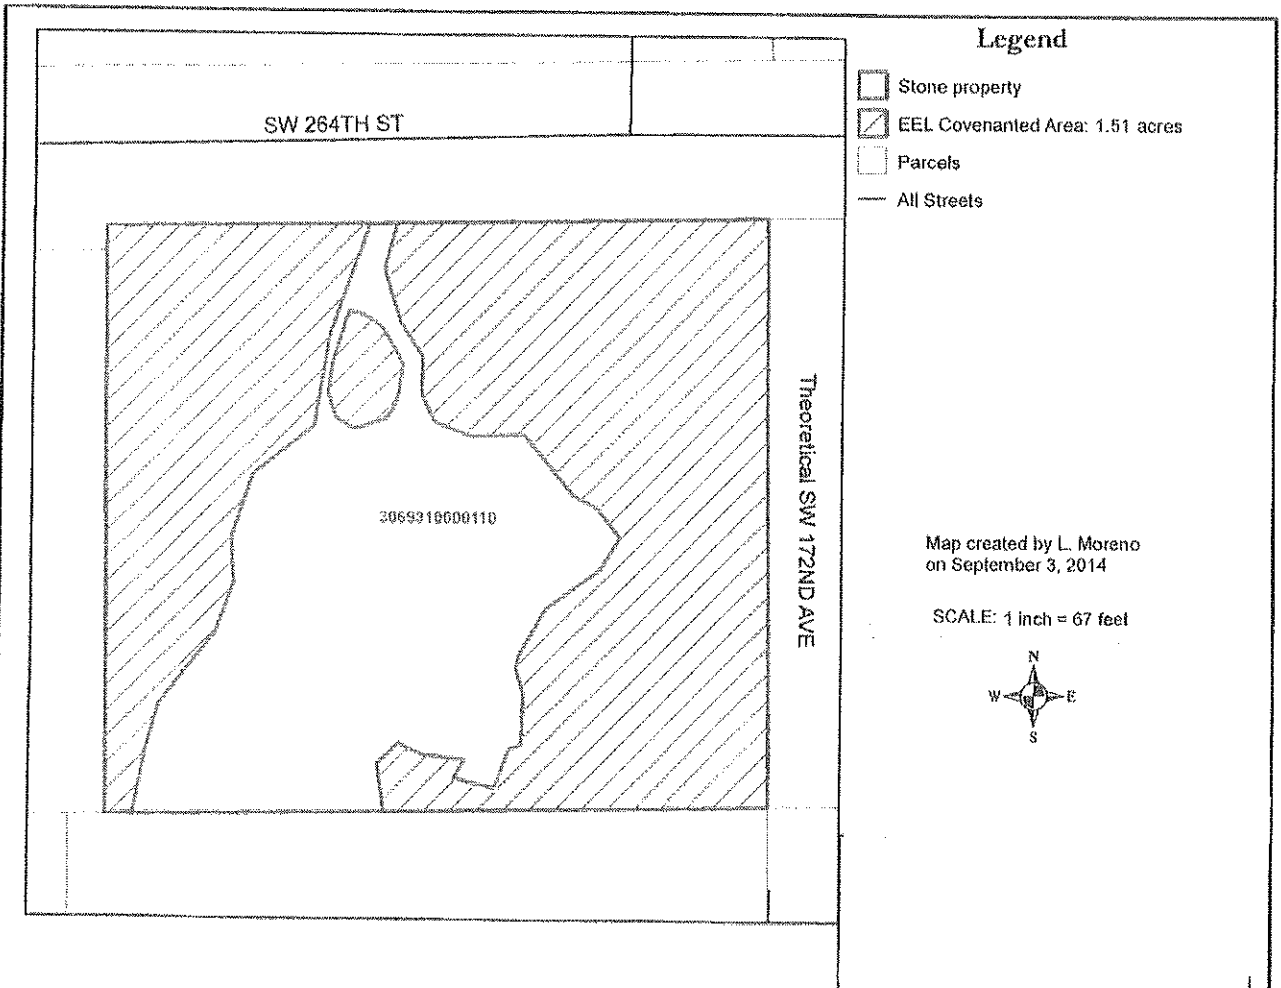 Legend
Stone property
EEL Covenanted Area: 1.51 acres
Parcels
All Streets
SW 264TH ST
Theoretical SW 172ND AVE
3069310000110
Map created by L. Moreno
on September 3, 2014
SCALE: 1 inch = 67 feet
N
W E
S